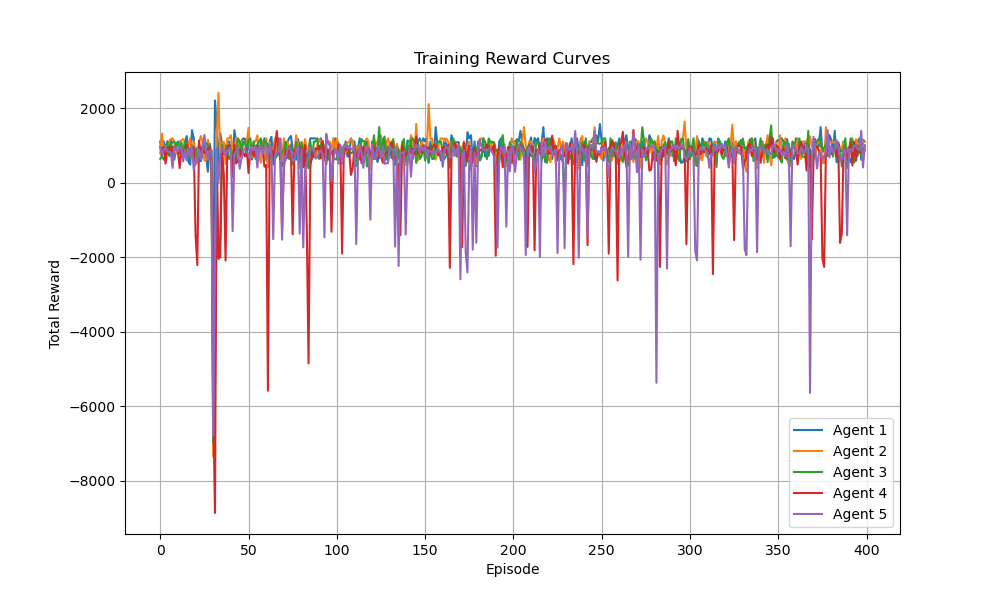 Training Reward Curves
Total Reward
2000
0
−2000
−4000
−6000
−8000
0 50 100 150 200 250 300 350 400
Episode
Agent 1
Agent 2
Agent 3
Agent 4
Agent 5